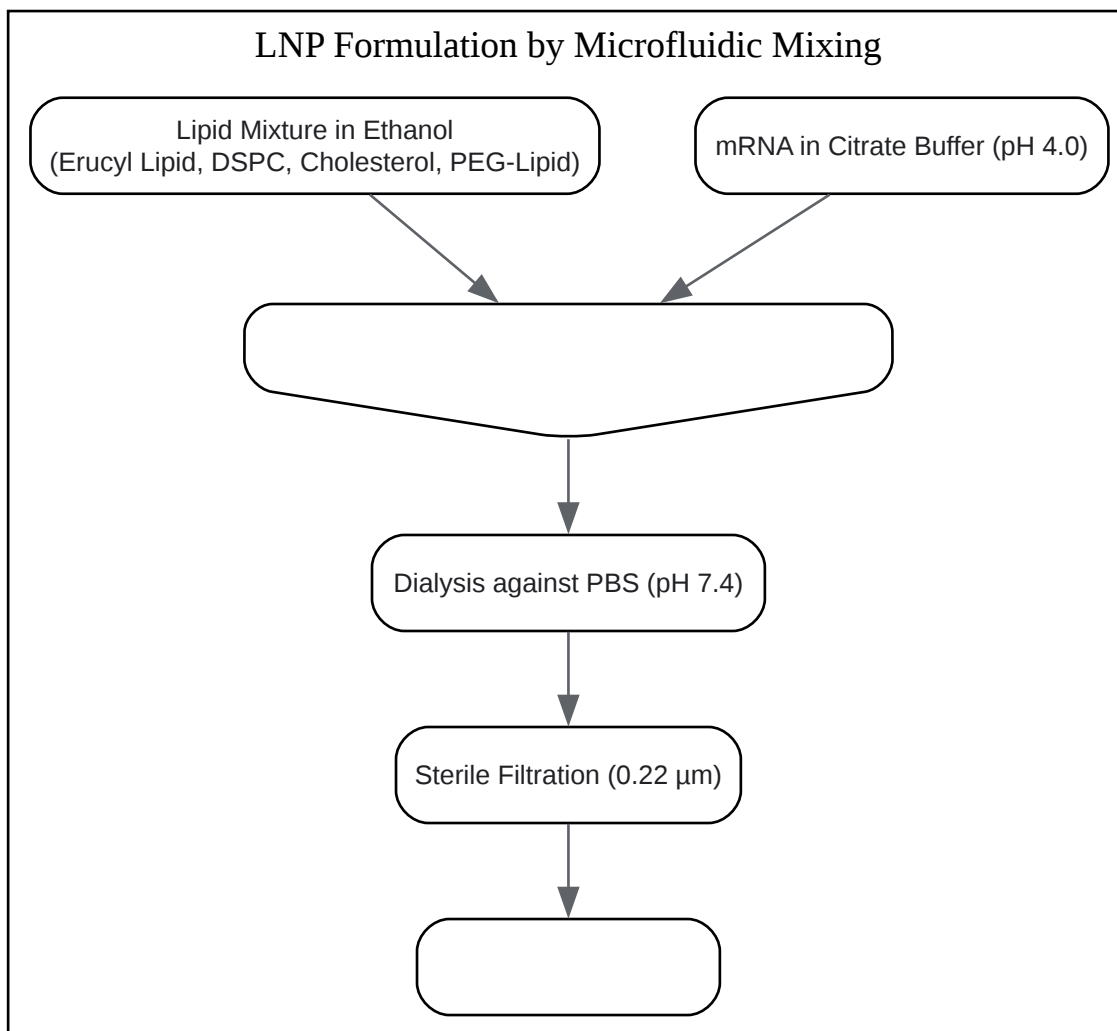 LNP Formulation by Microfluidic Mixing
Lipid Mixture in Ethanol
(Erucyl Lipid, DSPC, Cholesterol, PEG-Lipid)
mRNA in Citrate Buffer (pH 4.0)
Dialysis against PBS (pH 7.4)
Sterile Filtration (0.22 µm)